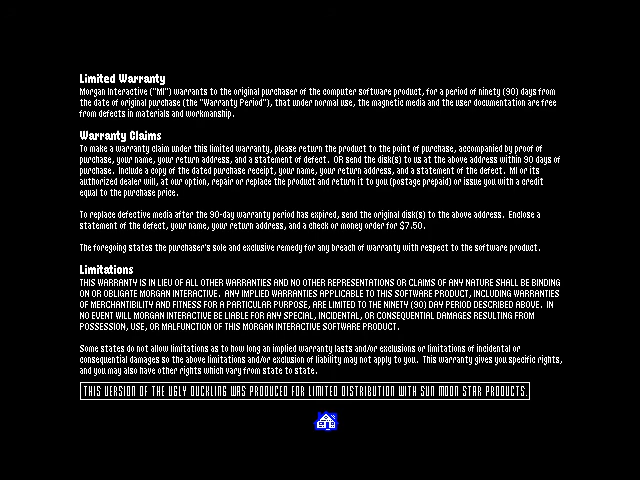 Limited Warranty
Morgan Interactive ("MI") warrants to the original purchaser of the computer software product, for a period of ninety (90) days from
the date of original purchase (the "Warranty Period"), that under normal use, the magnetic media and the user documentation are free
from defects in materials and workmanship.
Warranty Claims
To make a warranty claim under this limited warranty, please return the product to the point of purchase, accompanied by proof of
purchase, your name, your return address, and a statement of defect. OR send the disk(s) to us at the above address within 90 days of
purchase. Include a copy of the dated purchase receipt, your name, your return address, and a statement of the defect. MI or its
authorized dealer will, at our option, repair or replace the product and return it to you (postage prepaid) or issue you with a credit
equal to the purchase price.
To replace defective media after the 90-day warranty period has expired, send the original disk(s) to the above address. Enclose a
statement of the defect, your name, your return address, and a check or money order for $7.50.
The foregoing states the purchaser's sole and exclusive remedy for any breach of warranty with respect to the software product.
Limitations
THIS WARRANTY IS IN LIEU OF ALL OTHER WARRANTIES AND NO OTHER REPRESENTATIONS OR CLAIMS OF ANY NATURE SHALL BE BINDING
ON OR OBLIGATE MORGAN INTERACTIVE. ANY IMPLIED WARRANTIES APPLICABLE TO THIS SOFTWARE PRODUCT, INCLUDING WARRANTIES
OF MERCHANTIBILITY AND FITNESS FOR A PARTICULAR PURPOSE, ARE LIMITED TO THE NINETY (90) DAY PERIOD DESCRIBED ABOVE. IN
NO EVENT WILL MORGAN INTERACTIVE BE LIABLE FOR ANY SPECIAL, INCIDENTAL, OR CONSEQUENTIAL DAMAGES RESULTING FROM
POSSESSION, USE, OR MALFUNCTION OF THIS MORGAN INTERACTIVE SOFTWARE PRODUCT.
Some states do not allow limitations as to how long an implied warranty lasts and/or exclusions or limitations of incidental or
consequential damages so the above limitations and/or exclusion of liability may not apply to you. This warranty gives you specific rights,
and you may also have other rights which vary from state to state.
THIS VERSION OF THE UGLY DUCKLING WAS PRODUCED FOR LIMITED DISTRIBUTION WITH SUN MOON STAR PRODUCTS.